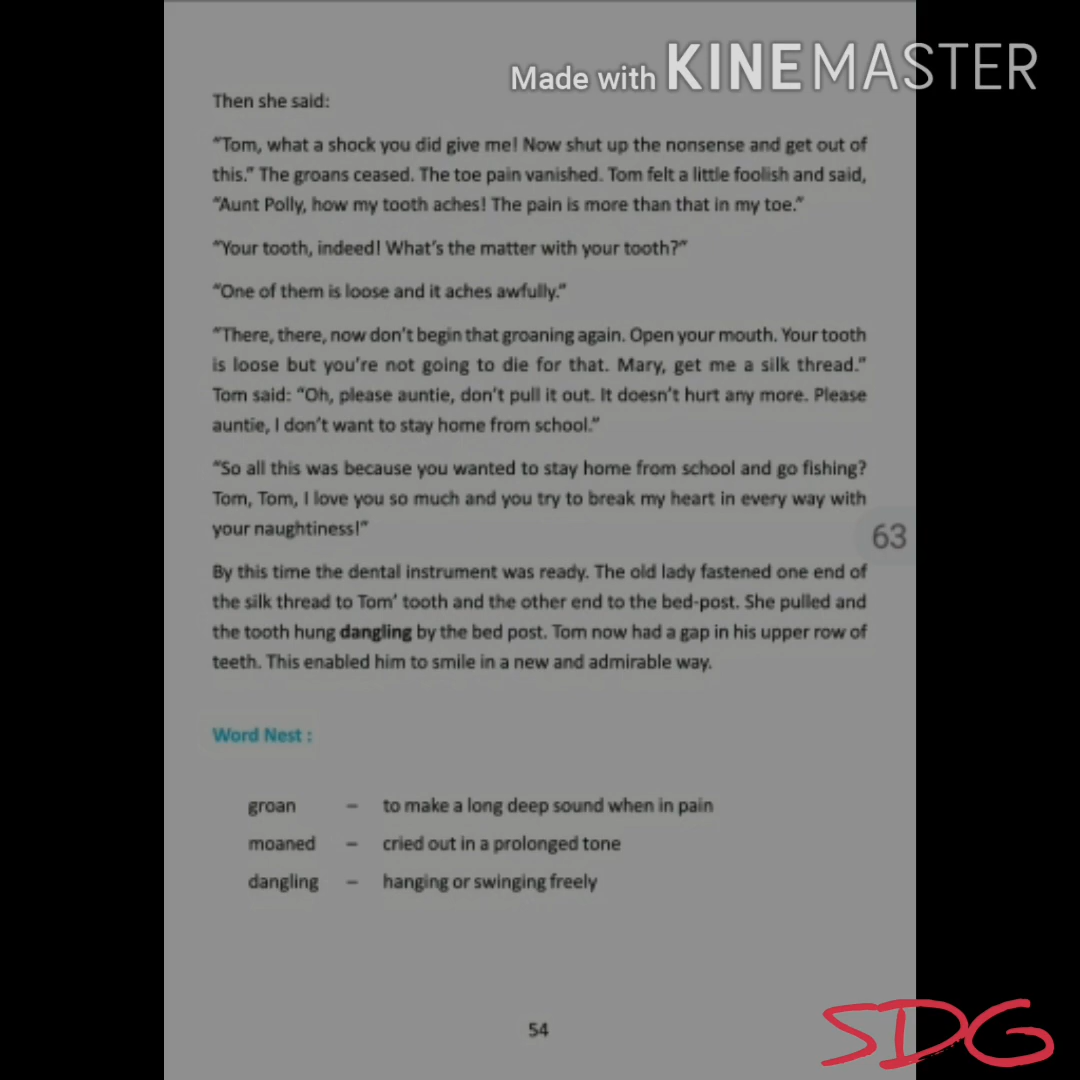 Made with KINEMASTER
Then she said:
“Tom, what a shock you did give me! Now shut up the nonsense and get out of
this.” The groans ceased. The toe pain vanished. Tom felt a little foolish and said,
“Aunt Polly, how my tooth aches! The pain is more than that in my toe.”
“Your tooth, indeed! What’s the matter with your tooth?”
“One of them is loose and it aches awfully.”
“There, there, now don’t begin that groaning again. Open your mouth. Your tooth
is loose but you’re not going to die for that. Mary, get me a silk thread.”
Tom said: “Oh, please auntie, don’t pull it out. It doesn’t hurt any more. Please
auntie, I don’t want to stay home from school.”
“So all this was because you wanted to stay home from school and go fishing?
Tom, Tom, I love you so much and you try to break my heart in every way with
your naughtiness!”
63
By this time the dental instrument was ready. The old lady fastened one end of
the silk thread to Tom’ tooth and the other end to the bed-post. She pulled and
the tooth hung dangling by the bed post. Tom now had a gap in his upper row of
teeth. This enabled him to smile in a new and admirable way.
Word Nest :
groan – to make a long deep sound when in pain
moaned – cried out in a prolonged tone
dangling – hanging or swinging freely
54
SDG